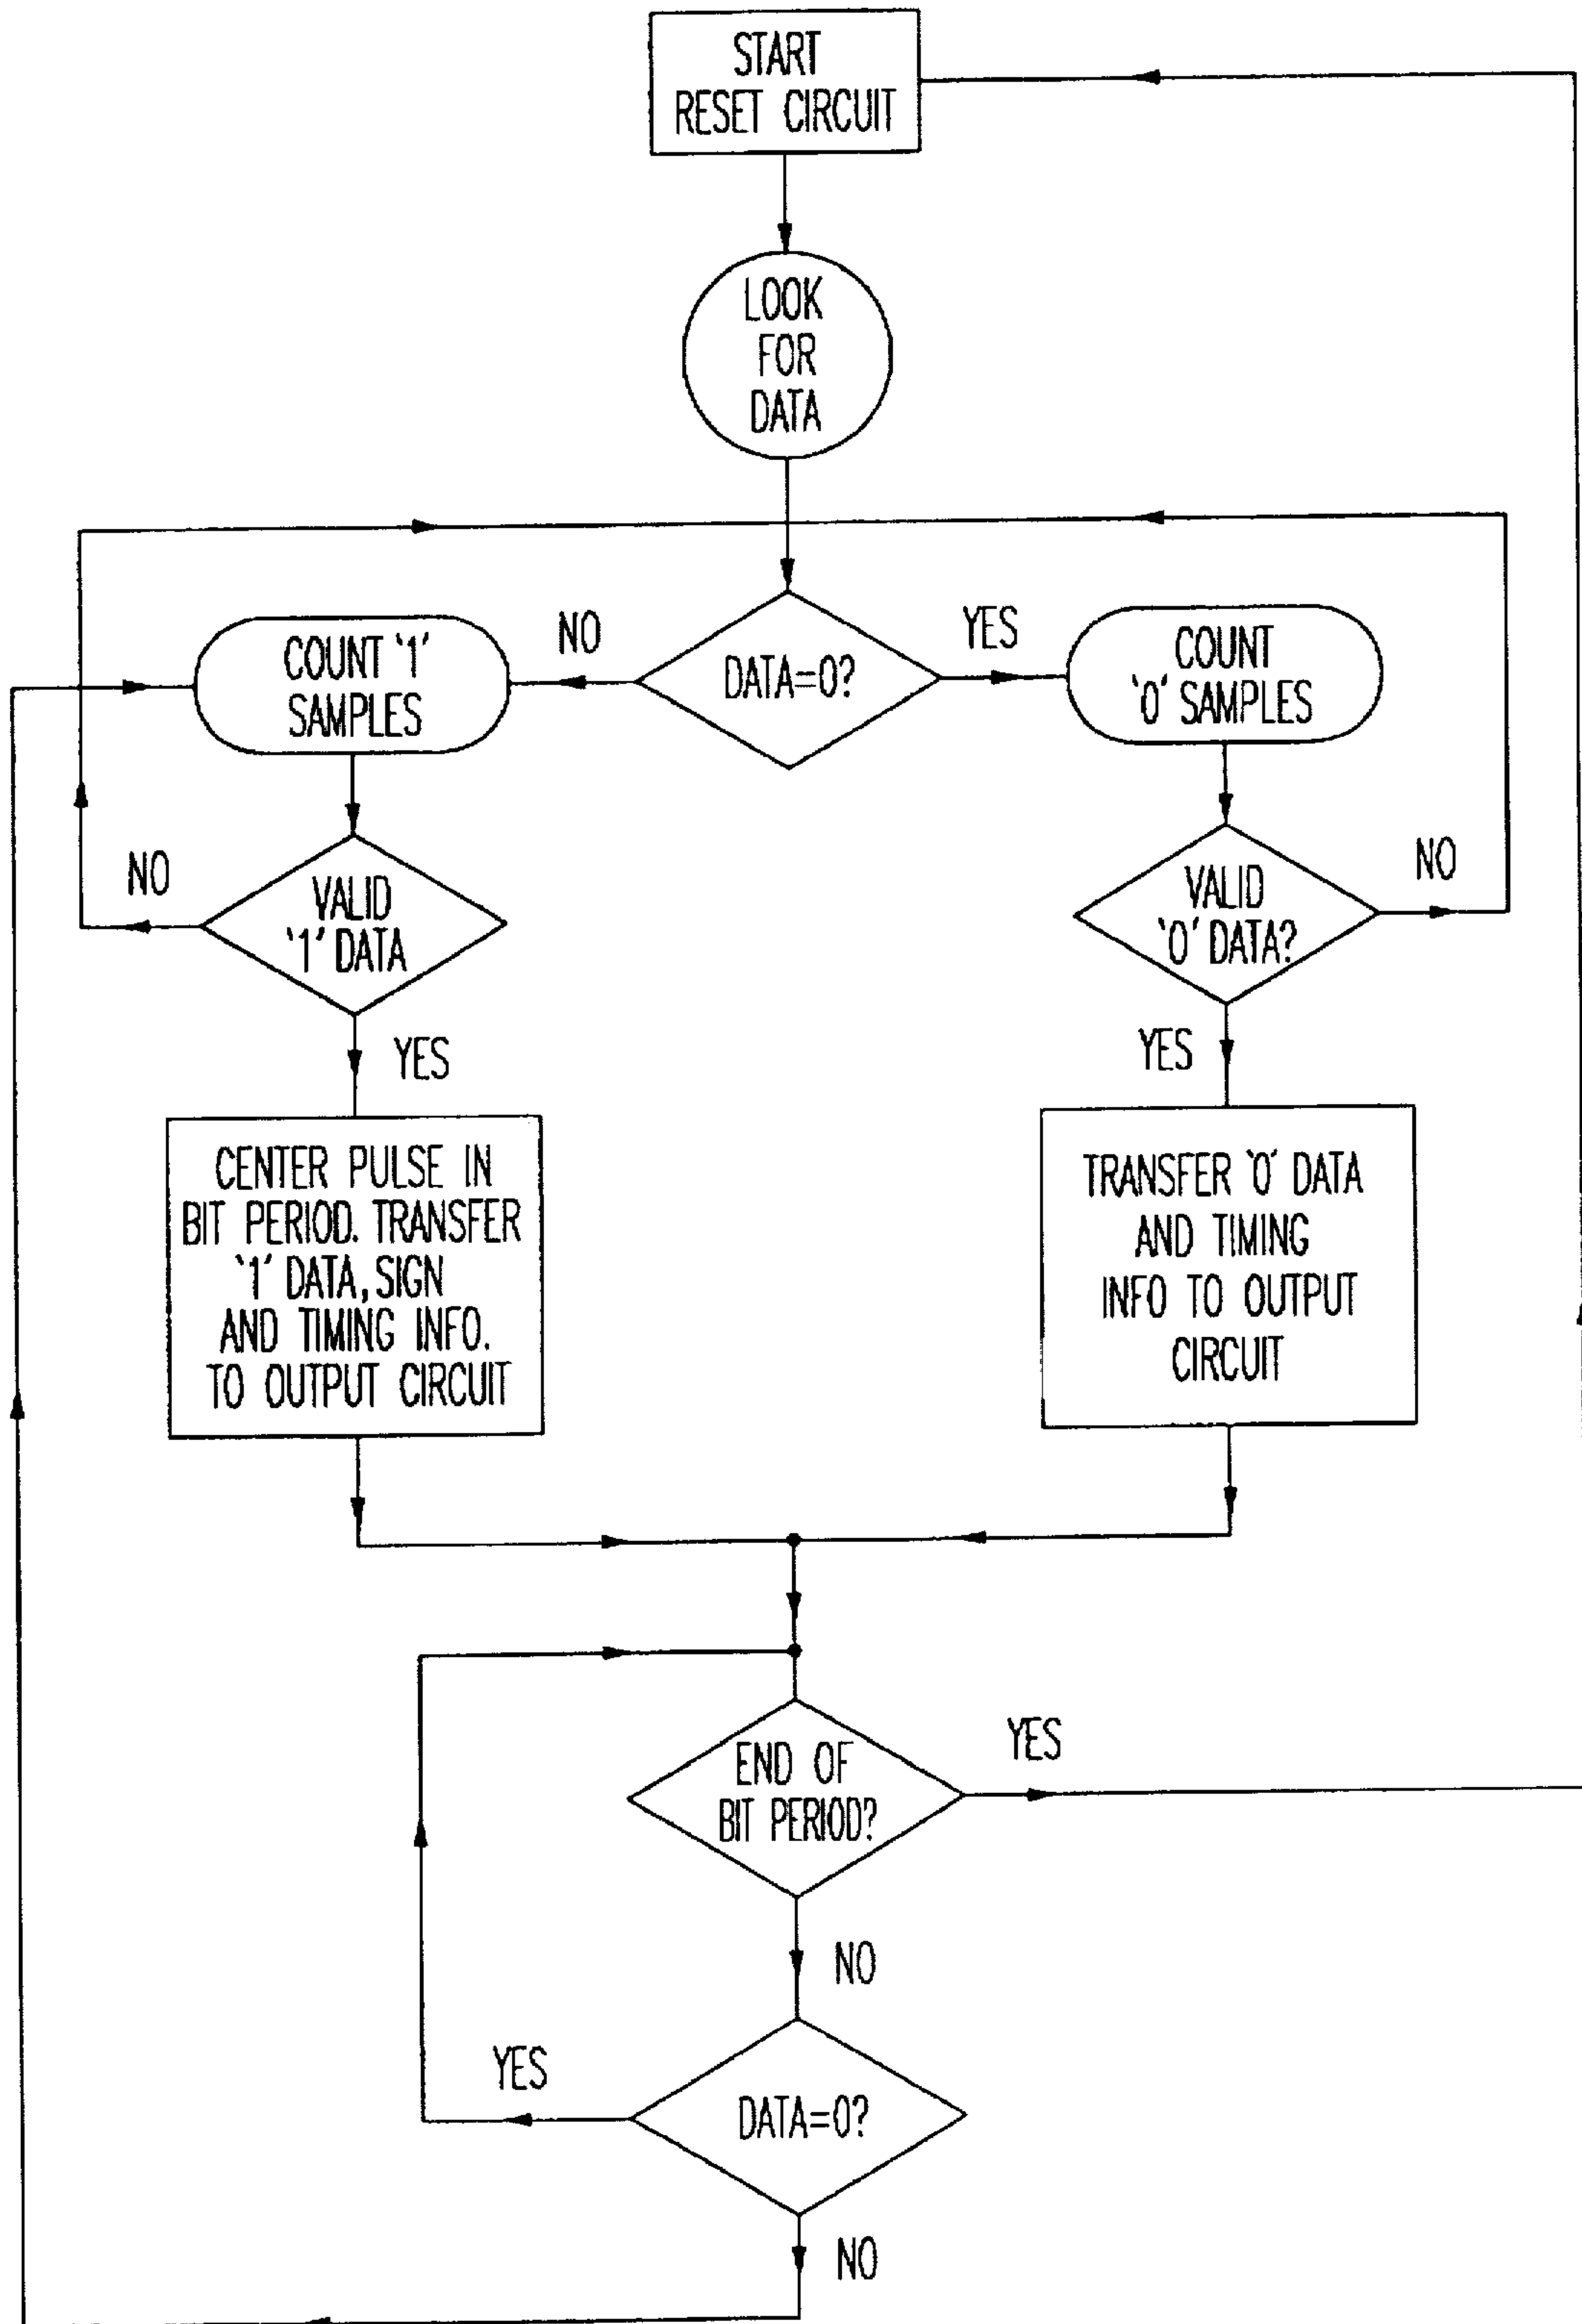 START
RESET CIRCUIT
LOOK
FOR
DATA
NO
DATA=0?
YES
COUNT '1'
SAMPLES
COUNT
'0' SAMPLES
NO
VALID
'1' DATA
YES
VALID
'0' DATA?
NO
YES
CENTER PULSE IN
BIT PERIOD. TRANSFER
'1' DATA, SIGN
AND TIMING INFO.
TO OUTPUT CIRCUIT
TRANSFER '0' DATA
AND TIMING
INFO TO OUTPUT
CIRCUIT
END OF
BIT PERIOD?
YES
NO
YES
DATA=0?
NO